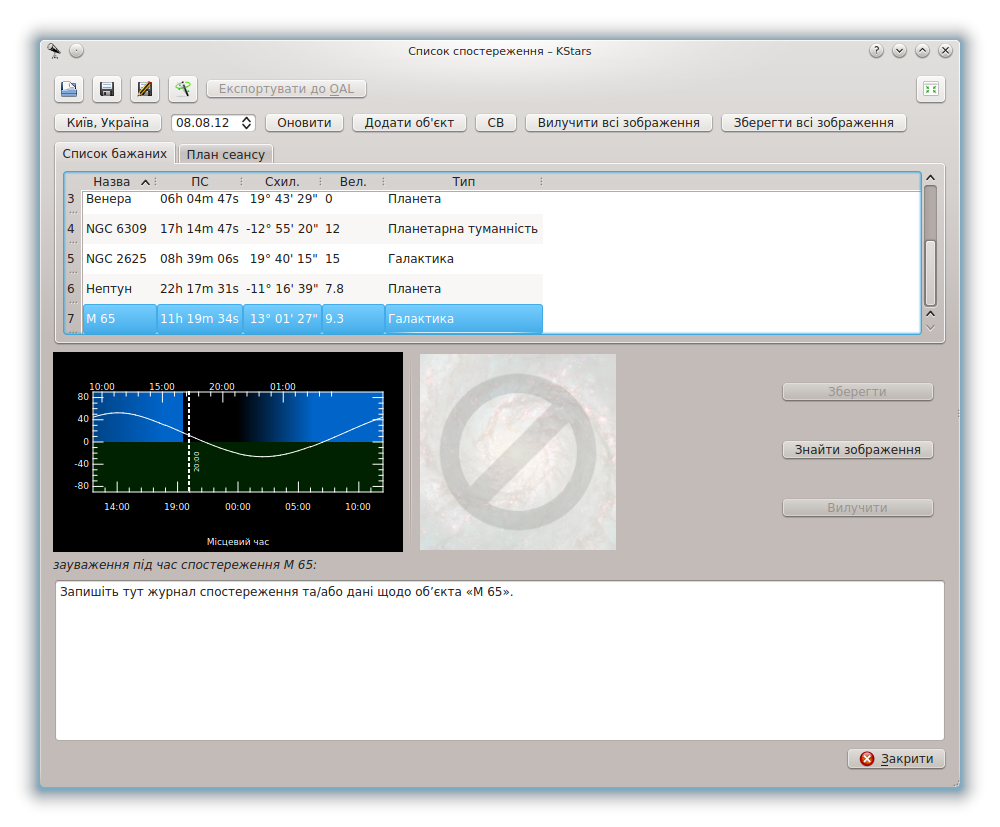 Список спостереження – KStars
Експортувати до OAL
Київ, Україна 08.08.12 Оновити Додати об'єкт СВ Вилучити всі зображення Зберегти всі зображення
Список бажаних План сеансу
Назва ПС Схил. Вел. Тип
3 Венера 06h 04m 47s 19° 43' 29" 0 Планета
4 NGC 6309 17h 14m 47s -12° 55' 20" 12 Планетарна туманність
5 NGC 2625 08h 39m 06s 19° 40' 15" 15 Галактика
6 Нептун 22h 17m 31s -11° 16' 39" 7.8 Планета
7 M 65 11h 19m 34s 13° 01' 27" 9.3 Галактика
10:00 15:00 20:00 01:00
80
40
0
-40
-80
20:00
14:00 19:00 00:00 05:00 10:00
Місцевий час
Зберегти
Знайти зображення
Вилучити
зауваження під час спостереження M 65:
Запишіть тут журнал спостереження та/або дані щодо об’єкта «M 65».
Закрити